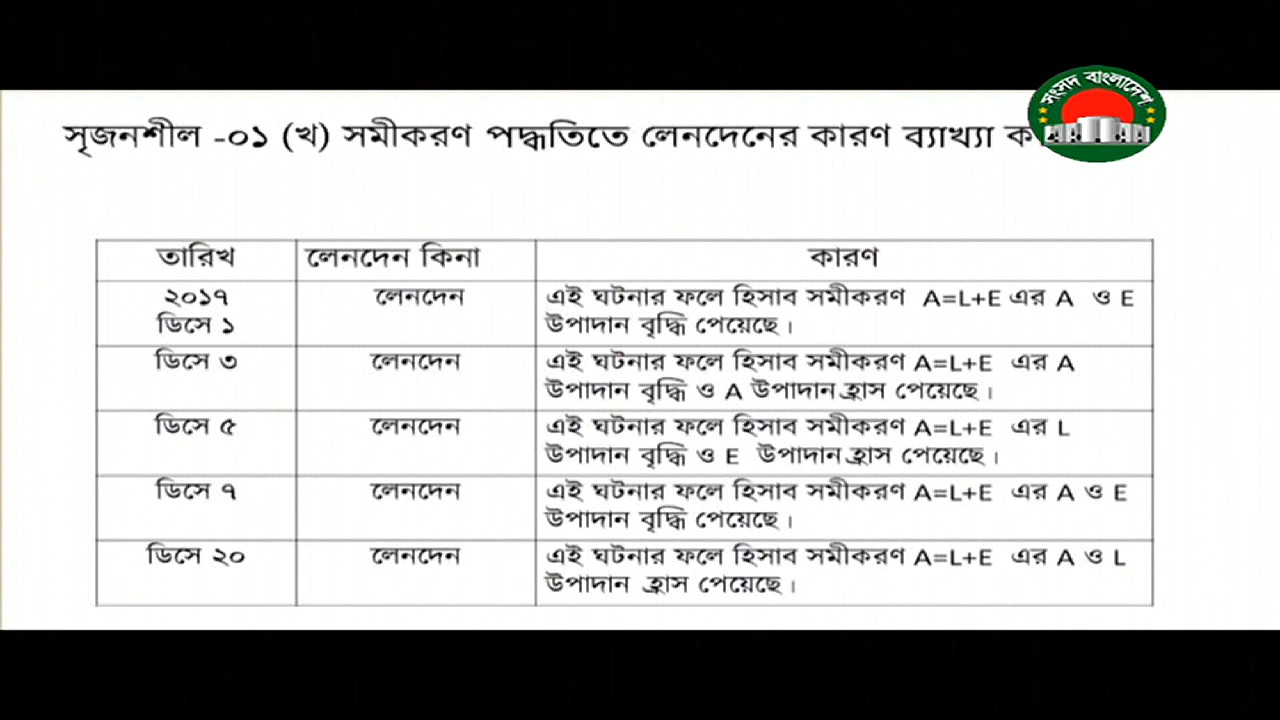 সংসদ বাংলাদেশ
সৃজনশীল -০১ (খ) সমীকরণ পদ্ধতিতে লেনদেনের কারণ ব্যাখ্যা ক
তারিখ লেনদেন কিনা কারণ
২০১৭ লেনদেন এই ঘটনার ফলে হিসাব সমীকরণ A=L+E এর A ও E
ডিসে ১ উপাদান বৃদ্ধি পেয়েছে।
ডিসে ৩ লেনদেন এই ঘটনার ফলে হিসাব সমীকরণ A=L+E এর A
উপাদান বৃদ্ধি ও A উপাদান হ্রাস পেয়েছে।
ডিসে ৫ লেনদেন এই ঘটনার ফলে হিসাব সমীকরণ A=L+E এর L
উপাদান বৃদ্ধি ও E উপাদান হ্রাস পেয়েছে।
ডিসে ৭ লেনদেন এই ঘটনার ফলে হিসাব সমীকরণ A=L+E এর A ও E
উপাদান বৃদ্ধি পেয়েছে।
ডিসে ২০ লেনদেন এই ঘটনার ফলে হিসাব সমীকরণ A=L+E এর A ও L
উপাদান হ্রাস পেয়েছে।